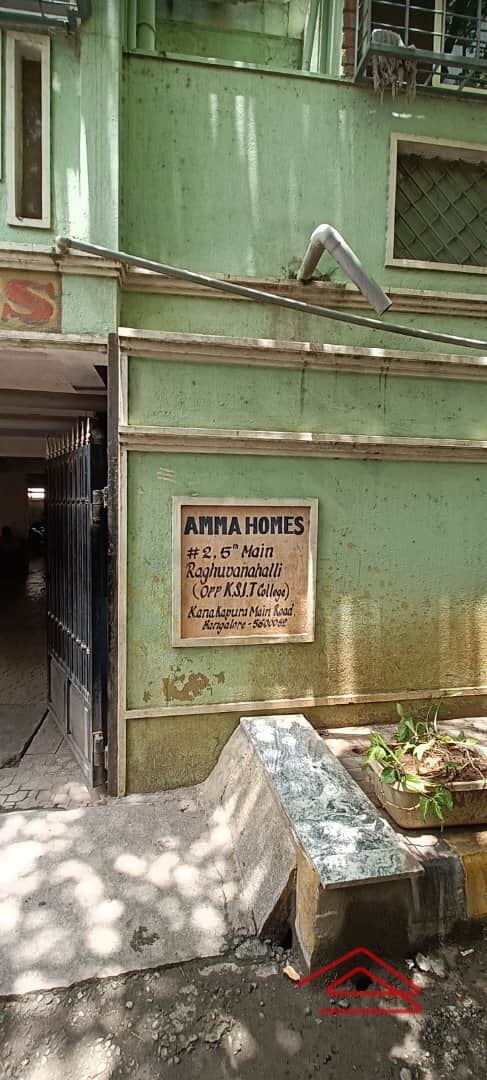 S
AMMA HOMES
# 2, 5th Main
Raghuvanahalli
(OPP K.S.I.T College)
Kanakapura Main Road
Bangalore - 560062